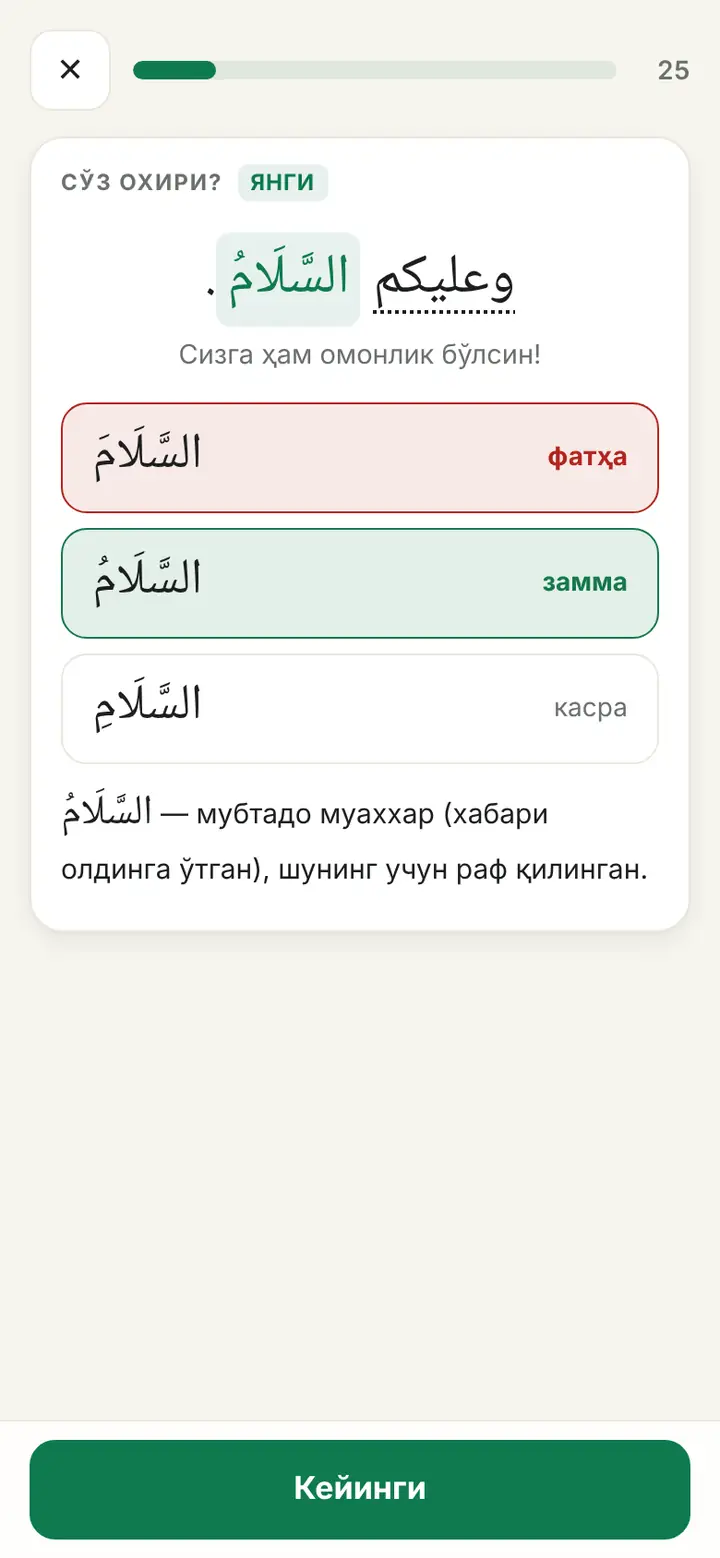 ✕
25
СЎЗ ОХИРИ? ЯНГИ
وعليكم السَّلَامُ .
Сизга ҳам омонлик бўлсин!
السَّلَامَ фатҳа
السَّلَامُ замма
السَّلَامِ касра
السَّلَامُ — мубтадо муаххар (хабари
олдинга ўтган), шунинг учун раф қилинган.
Кейинги